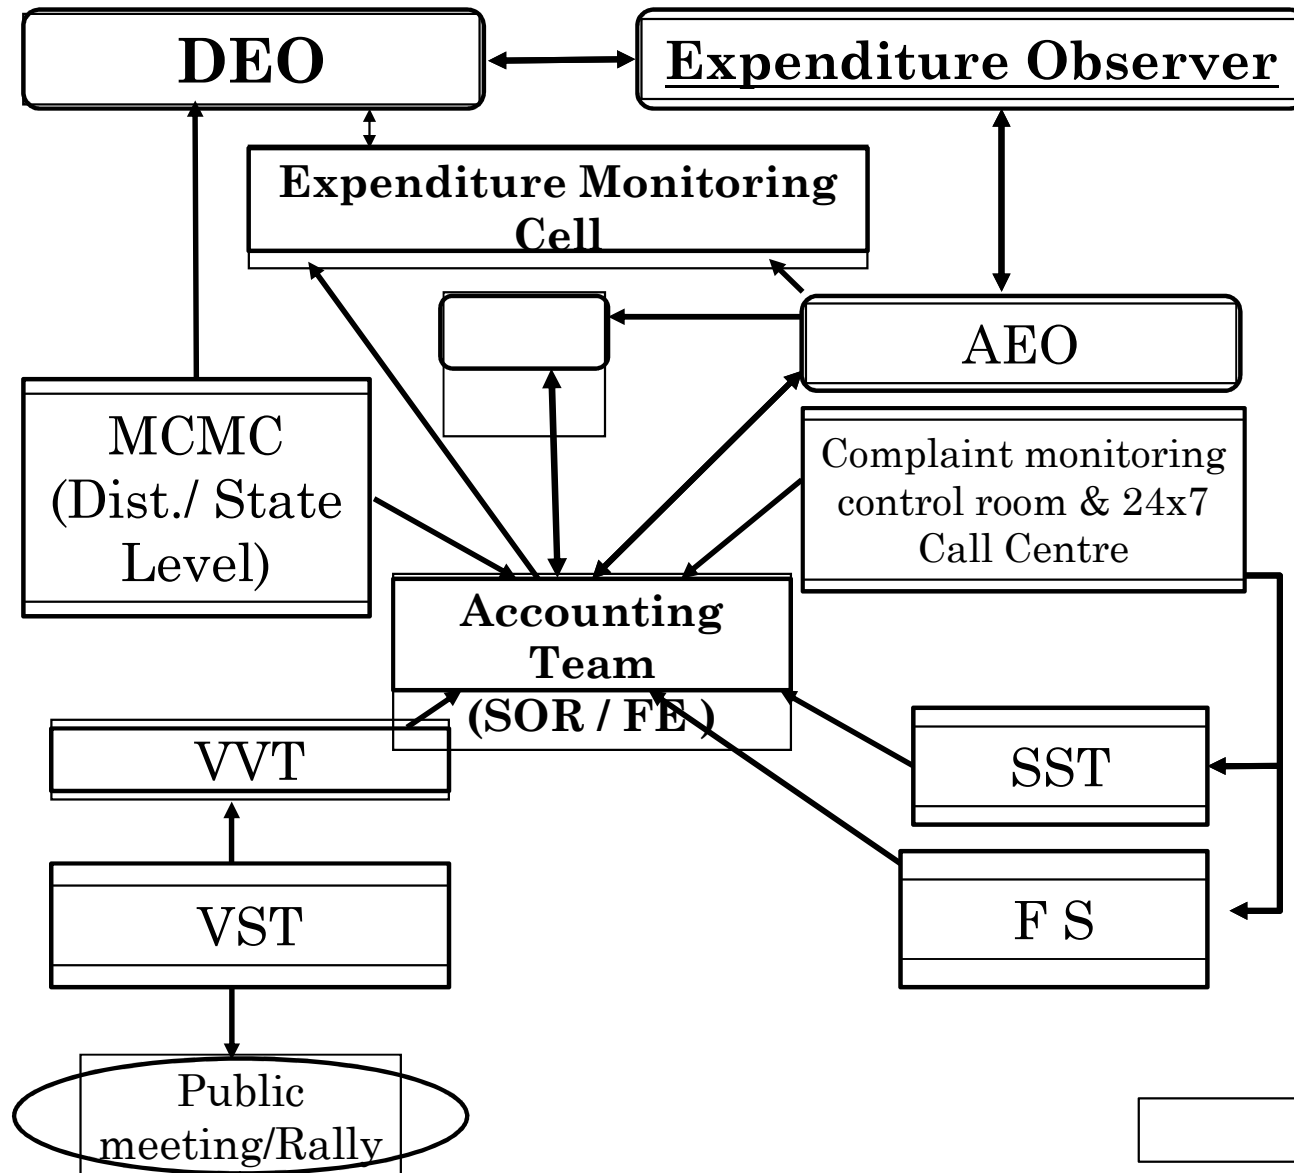 DEO
Expenditure Observer
Expenditure Monitoring
Cell
AEO
MCMC
(Dist./ State
Level)
Complaint monitoring
control room & 24x7
Call Centre
Accounting
Team
(SOR / FE )
VVT
SST
VST
F S
Public
meeting/Rally